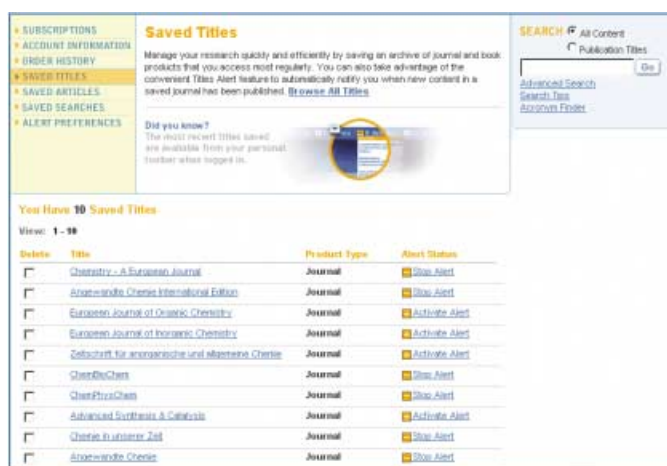 SUBSCRIPTIONS
ACCOUNT INFORMATION
ORDER HISTORY
SAVED TITLES
SAVED ARTICLES
SAVED SEARCHES
ALERT PREFERENCES
Saved Titles
Manage your research quickly and efficiently by saving an archive of journal and book
products that you access most regularly. You can also take advantage of the
convenient Titles Alert feature to automatically notify you when new content in a
saved journal has been published. Browse All Titles
Did you know?
The most recent titles saved
are available from your personal
toolbar when logged in.
SEARCH All Content
Publication Titles
Go
Advanced Search
Search Tips
Acronym Finder
You Have 10 Saved Titles
View: 1 - 10
Delete Title Product Type Alert Status
Chemistry - A European Journal Journal Stop Alert
Angewandte Chemie International Edition Journal Stop Alert
European Journal of Organic Chemistry Journal Activate Alert
European Journal of Inorganic Chemistry Journal Activate Alert
Zeitschrift für anorganische und allgemeine Chemie Journal Activate Alert
ChemBioChem Journal Stop Alert
ChemPhysChem Journal Stop Alert
Advanced Synthesis & Catalysis Journal Activate Alert
Chemie in unserer Zeit Journal Stop Alert
Angewandte Chemie Journal Stop Alert